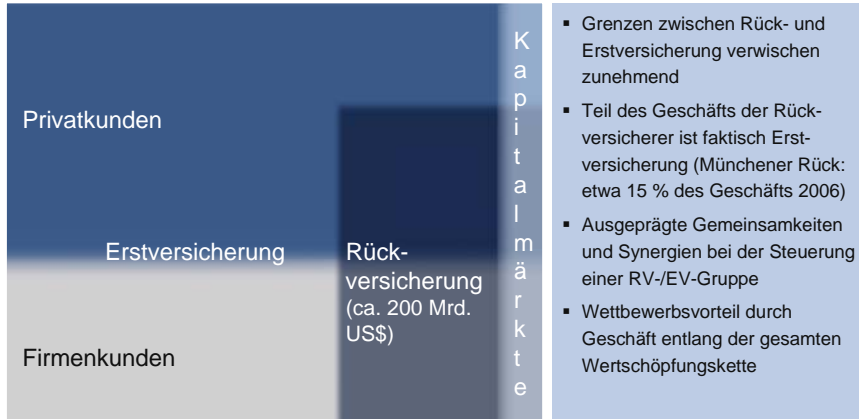 Privatkunden
Erstversicherung
Firmenkunden
Rück-
versicherung
(ca. 200 Mrd.
US$)
K
a
p
i
t
a
l
m
ä
r
k
t
e
▪ Grenzen zwischen Rück- und
Erstversicherung verwischen
zunehmend
▪ Teil des Geschäfts der Rück-
versicherer ist faktisch Erst-
versicherung (Münchener Rück:
etwa 15 % des Geschäfts 2006)
▪ Ausgeprägte Gemeinsamkeiten
und Synergien bei der Steuerung
einer RV-/EV-Gruppe
▪ Wettbewerbsvorteil durch
Geschäft entlang der gesamten
Wertschöpfungskette